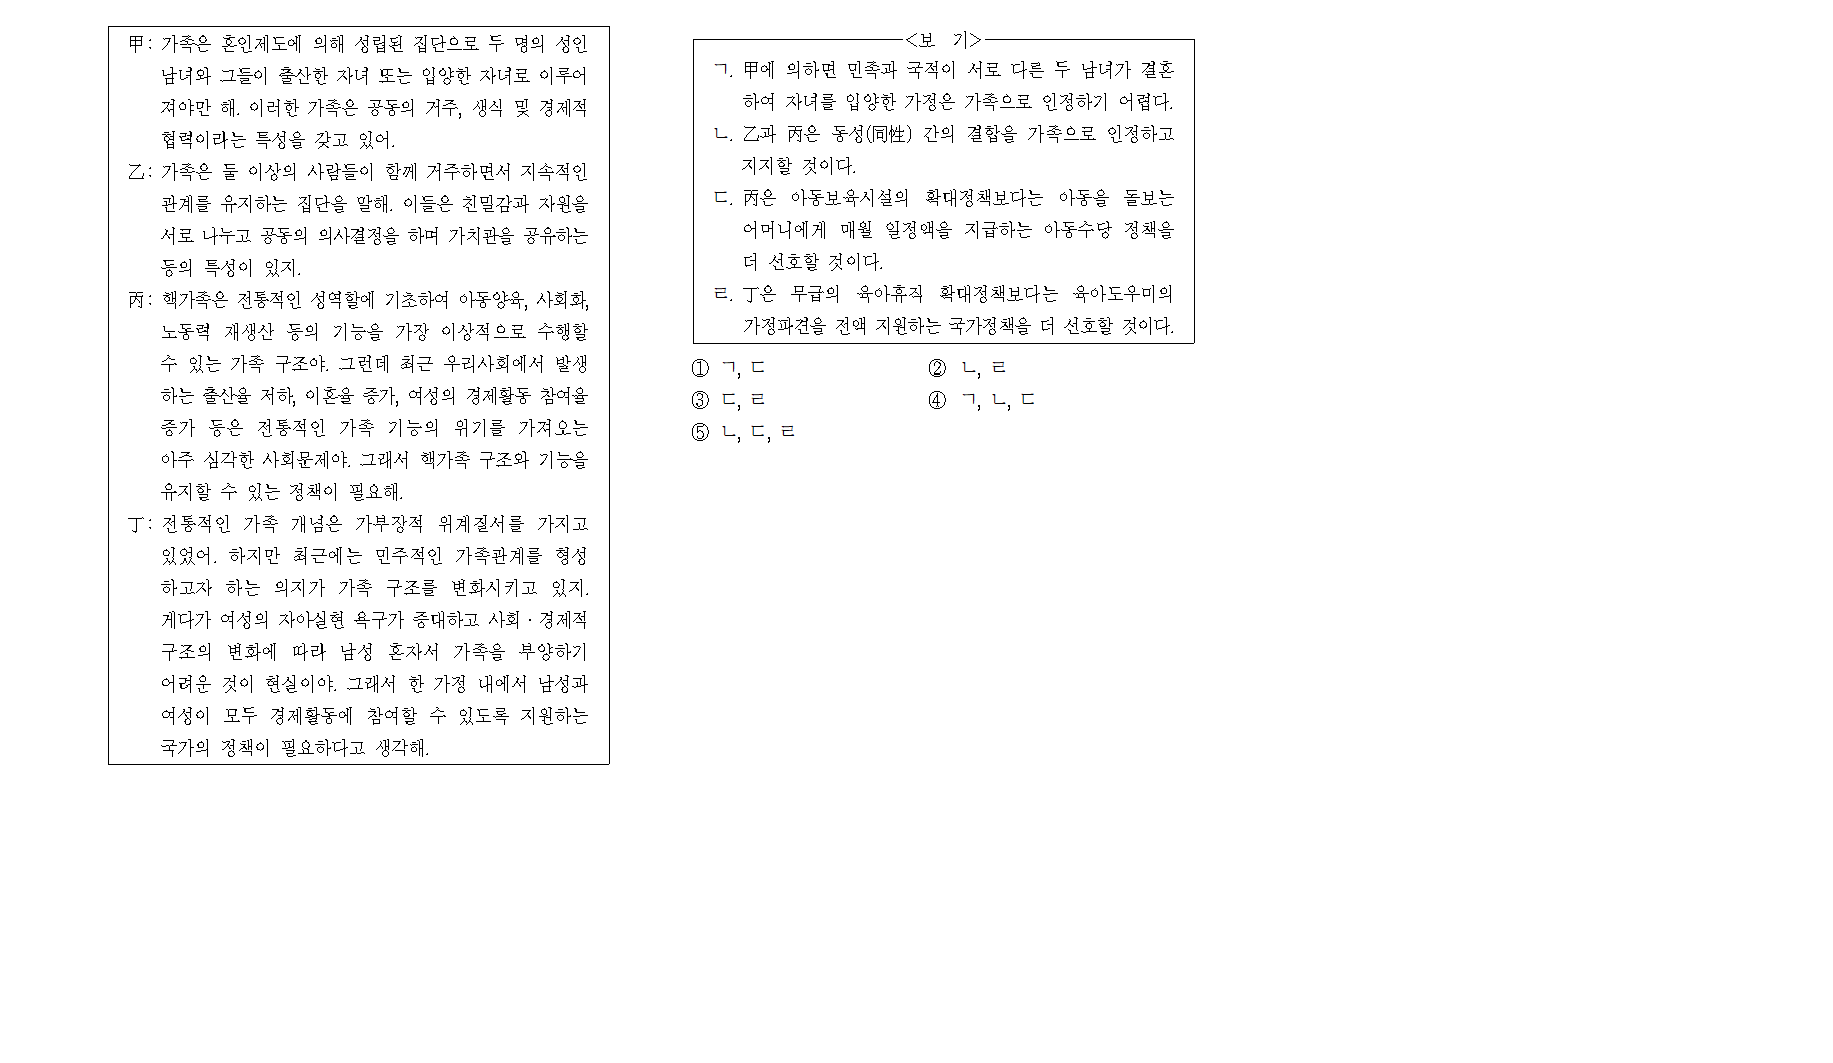 甲: 가족은 혼인제도에 의해 성립된 집단으로 두 명의 성인
남녀와 그들이 출산한 자녀 또는 입양한 자녀로 이루어
져야만 해. 이러한 가족은 공동의 거주, 생식 및 경제적
협력이라는 특성을 갖고 있어.
乙: 가족은 둘 이상의 사람들이 함께 거주하면서 지속적인
관계를 유지하는 집단을 말해. 이들은 친밀감과 자원을
서로 나누고 공동의 의사결정을 하며 가치관을 공유하는
등의 특성이 있지.
丙: 핵가족은 전통적인 성역할에 기초하여 아동양육, 사회화,
노동력 재생산 등의 기능을 가장 이상적으로 수행할
수 있는 가족 구조야. 그런데 최근 우리사회에서 발생
하는 출산율 저하, 이혼율 증가, 여성의 경제활동 참여율
증가 등은 전통적인 가족 기능의 위기를 가져오는
아주 심각한 사회문제야. 그래서 핵가족 구조와 기능을
유지할 수 있는 정책이 필요해.
丁: 전통적인 가족 개념은 가부장적 위계질서를 가지고
있었어. 하지만 최근에는 민주적인 가족관계를 형성
하고자 하는 의지가 가족 구조를 변화시키고 있지.
게다가 여성의 자아실현 욕구가 증대하고 사회·경제적
구조의 변화에 따라 남성 혼자서 가족을 부양하기
어려운 것이 현실이야. 그래서 한 가정 내에서 남성과
여성이 모두 경제활동에 참여할 수 있도록 지원하는
국가의 정책이 필요하다고 생각해.
<보 기>
ㄱ. 甲에 의하면 민족과 국적이 서로 다른 두 남녀가 결혼
하여 자녀를 입양한 가정은 가족으로 인정하기 어렵다.
ㄴ. 乙과 丙은 동성(同性) 간의 결합을 가족으로 인정하고
지지할 것이다.
ㄷ. 丙은 아동보육시설의 확대정책보다는 아동을 돌보는
어머니에게 매월 일정액을 지급하는 아동수당 정책을
더 선호할 것이다.
ㄹ. 丁은 무급의 육아휴직 확대정책보다는 육아도우미의
가정파견을 전액 지원하는 국가정책을 더 선호할 것이다.
① ㄱ, ㄷ ② ㄴ, ㄹ
③ ㄷ, ㄹ ④ ㄱ, ㄴ, ㄷ
⑤ ㄴ, ㄷ, ㄹ